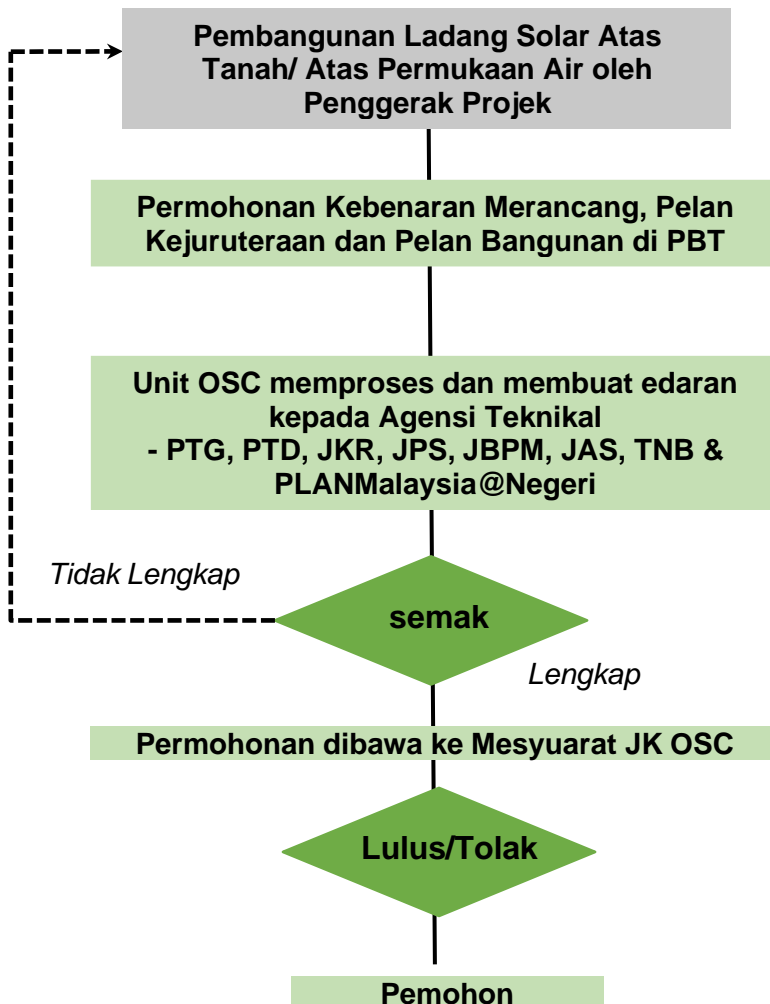 Pembangunan Ladang Solar Atas
Tanah/ Atas Permukaan Air oleh
Penggerak Projek
Permohonan Kebenaran Merancang, Pelan
Kejuruteraan dan Pelan Bangunan di PBT
Unit OSC memproses dan membuat edaran
kepada Agensi Teknikal
- PTG, PTD, JKR, JPS, JBPM, JAS, TNB &
PLANMalaysia@Negeri
Tidak Lengkap
semak
Lengkap
Permohonan dibawa ke Mesyuarat JK OSC
Lulus/Tolak
Pemohon